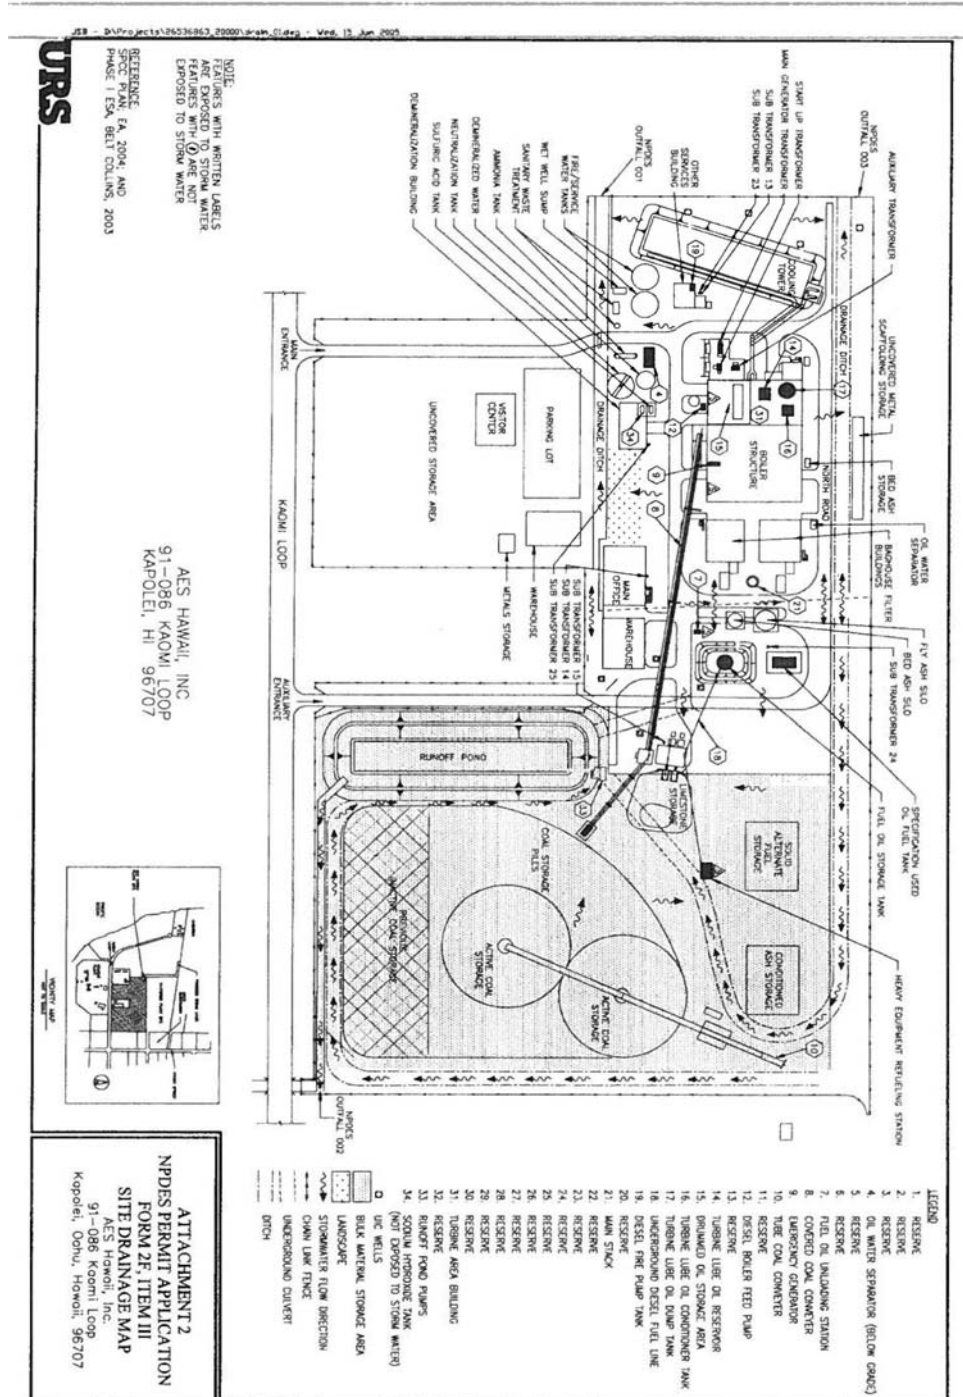 JSB - D:\Projects\26536863_20000\drain_01.dwg - Wed, 15 Jun 2005
AUXILIARY TRANSFORMER
UNCOVERED METAL
SCAFFOLDING STORAGE
BED ASH
STORAGE
OIL WATER
SEPARATOR
BAGHOUSE FILTER
BUILDINGS
FLY ASH SILO
BED ASH SILO
SUB TRANSFORMER 24
SPECIFICATION USED
OIL FUEL TANK
FUEL OIL STORAGE TANK
HEAVY EQUIPMENT REFUELING STATION
NPDES
OUTFALL 003
START UP TRANSFORMER
MAIN GENERATOR TRANSFORMER
SUB TRANSFORMER 13
SUB TRANSFORMER 23
OTHER
SERVICES
BUILDING
NPDES
OUTFALL 001
FIRE/SERVICE
WATER TANKS
WET WELL SUMP
SANITARY WASTE
TREATMENT
AMMONIA TANK
DEMINERALIZED WATER
NEUTRALIZATION TANK
SULFURIC ACID TANK
DEMINERALIZATION BUILDING
COOLING
TOWER
DRAINAGE DITCH
NORTH ROAD
BOILER
STRUCTURE
19
14
17
16
31
15
12
4
34
9
8
7
21
18
33
10
DRAINAGE DITCH
MAIN
OFFICE
WAREHOUSE
SUB TRANSFORMER 15
SUB TRANSFORMER 14
SUB TRANSFORMER 25
WAREHOUSE
METALS STORAGE
PARKING LOT
VISITOR
CENTER
UNCOVERED STORAGE AREA
MAIN
ENTRANCE
KAOMI LOOP
AUXILIARY
ENTRANCE
RUNOFF POND
LIMESTONE
STORAGE
SOLID
ALTERNATE
FUEL
STORAGE
CONDITIONED
ASH STORAGE
COAL STORAGE
PILES
ACTIVE COAL
STORAGE
ACTIVE COAL
STORAGE
INACTIVE COAL STORAGE
NPDES
OUTFALL 002
NOTE:
FEATURES WITH WRITTEN LABELS
ARE EXPOSED TO STORM WATER.
FEATURES WITH # ARE NOT
EXPOSED TO STORM WATER
REFERENCE:
SPCC PLAN, EA, 2004; AND
PHASE I ESA, BELT COLLINS, 2003
URS
AES HAWAII, INC
91-086 KAOMI LOOP
KAPOLEI, HI 96707
VICINITY MAP
LEGEND
1. RESERVE
2. RESERVE
3. RESERVE
4. OIL WATER SEPARATOR (BELOW GRADE)
5. RESERVE
6. RESERVE
7. FUEL OIL UNLOADING STATION
8. COVERED COAL CONVEYER
9. EMERGENCY GENERATOR
10. TUBE COAL CONVEYER
11. RESERVE
12. DIESEL BOILER FEED PUMP
13. RESERVE
14. TURBINE LUBE OIL RESERVOIR
15. DRUMMED OIL STORAGE AREA
16. TURBINE LUBE OIL CONDITIONER TANK
17. TURBINE LUBE OIL DUMP TANK
18. UNDERGROUND DIESEL FUEL LINE
19. DIESEL FIRE PUMP TANK
20. RESERVE
21. MAIN STACK
22. RESERVE
23. RESERVE
24. RESERVE
25. RESERVE
26. RESERVE
27. RESERVE
28. RESERVE
29. RESERVE
30. RESERVE
31. TURBINE AREA BUILDING
32. RESERVE
33. RUNOFF POND PUMPS
34. SODIUM HYDROXIDE TANK
(NOT EXPOSED TO STORM WATER)
UIC WELLS
BULK MATERIAL STORAGE AREA
LANDSCAPE
STORMWATER FLOW DIRECTION
CHAIN LINK FENCE
UNDERGROUND CULVERT
DITCH
ATTACHMENT 2
NPDES PERMIT APPLICATION
FORM 2F, ITEM III
SITE DRAINAGE MAP
AES Hawaii, Inc.
91-086 Kaomi Loop
Kapolei, Oahu, Hawaii, 96707